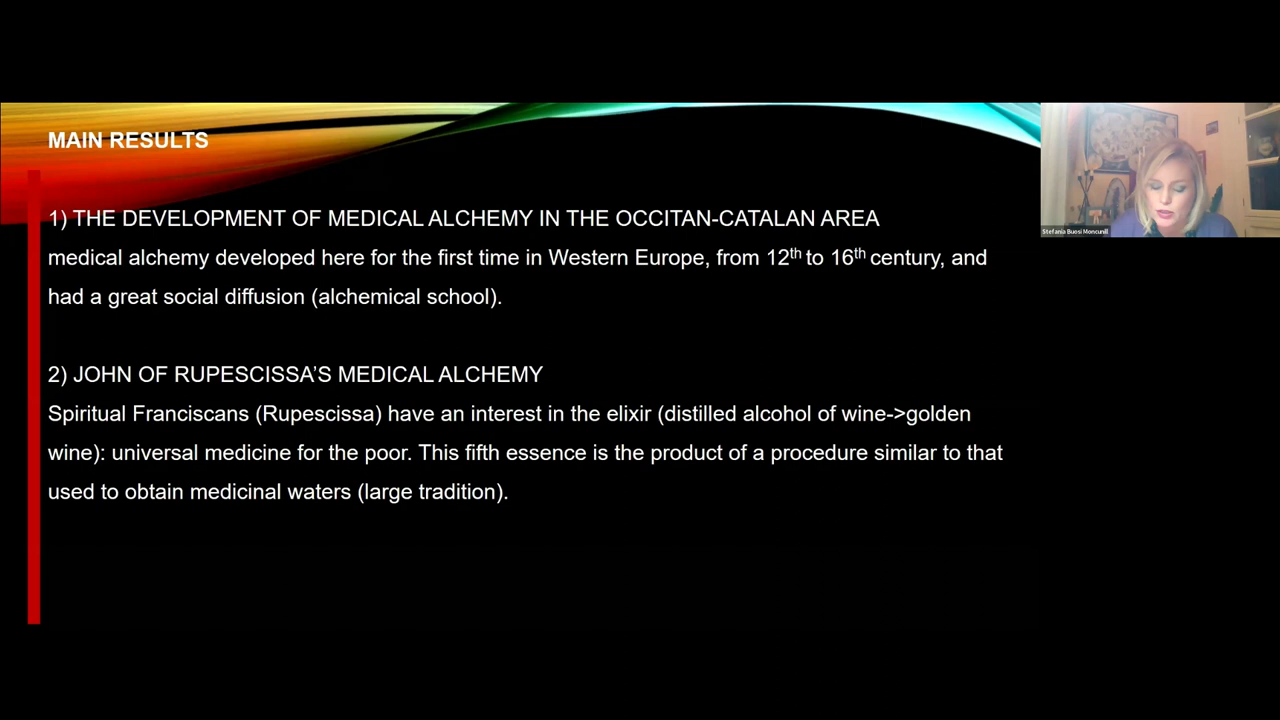 MAIN RESULTS
1) THE DEVELOPMENT OF MEDICAL ALCHEMY IN THE OCCITAN-CATALAN AREA
medical alchemy developed here for the first time in Western Europe, from 12th to 16th century, and
had a great social diffusion (alchemical school).
2) JOHN OF RUPESCISSA’S MEDICAL ALCHEMY
Spiritual Franciscans (Rupescissa) have an interest in the elixir (distilled alcohol of wine->golden
wine): universal medicine for the poor. This fifth essence is the product of a procedure similar to that
used to obtain medicinal waters (large tradition).
Stefania Buosi Moncunill